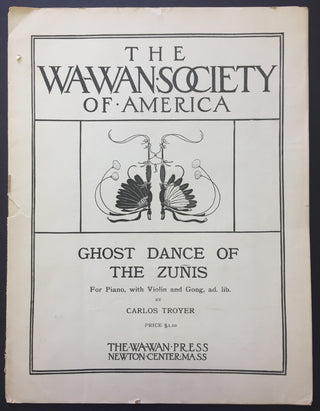 THE
WA-WAN·SOCIETY
OF·AMERICA
GHOST DANCE OF
THE ZUÑIS
For Piano, with Violin and Gong, ad. lib.
BY
CARLOS TROYER
PRICE $1.10
THE·WA·WAN·PRESS
NEWTON·CENTER:MASS